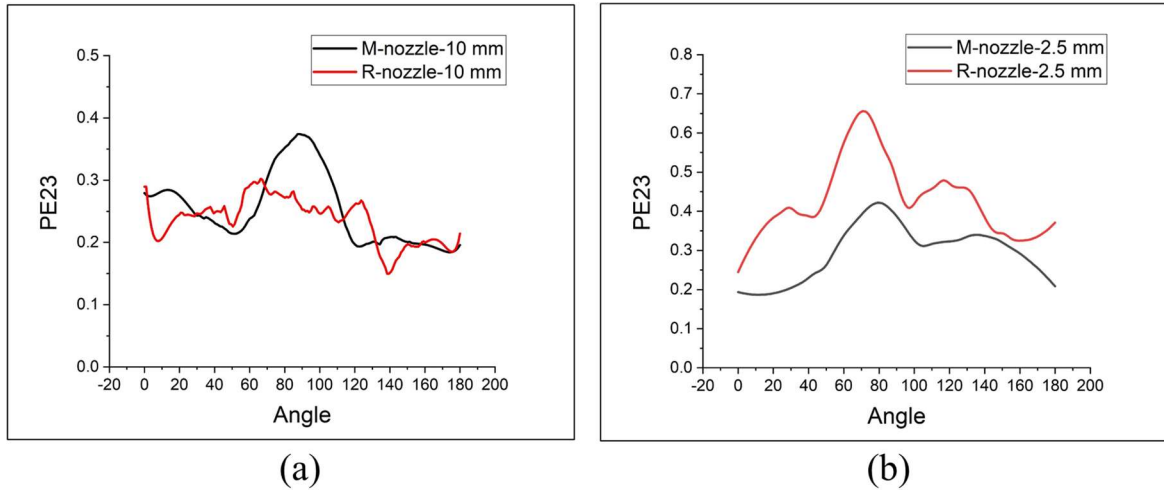 M-nozzle-10 mm
R-nozzle-10 mm
0.5
0.4
0.3
0.2
0.1
0.0
PE23
-20 0 20 40 60 80 100 120 140 160 180 200
Angle
(a)
M-nozzle-2.5 mm
R-nozzle-2.5 mm
0.8
0.7
0.6
0.5
0.4
0.3
0.2
0.1
0.0
PE23
-20 0 20 40 60 80 100 120 140 160 180 200
Angle
(b)